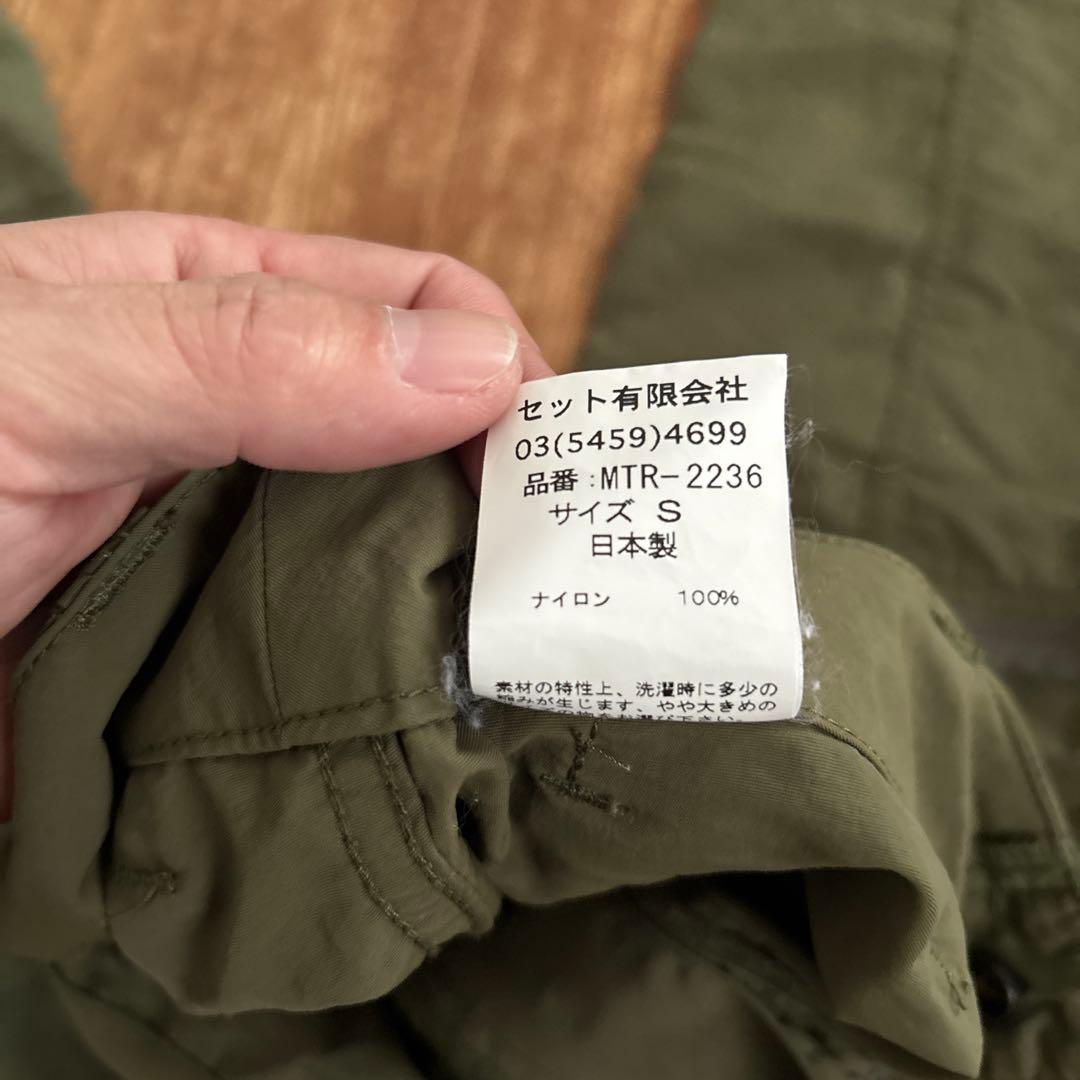 セット有限会社
03(5459)4699
品番:MTR-2236
サイズ S
日本製
ナイロン 100%
素材の特性上、洗濯時に多少の
縮みが生じます、やや大きめの